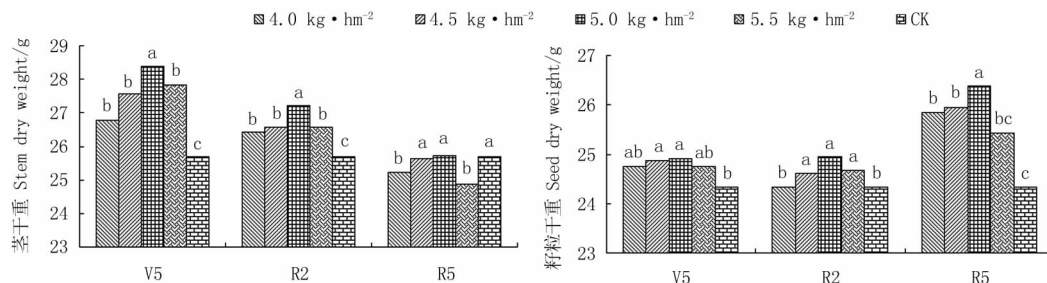 4.0 kg·hm⁻² 4.5 kg·hm⁻² 5.0 kg·hm⁻² 5.5 kg·hm⁻² CK
茎干重 Stem dry weight/g
29
28
27
26
25
24
23
b b a b c
b b a b c
b a a b a
V5 R2 R5
籽粒干重 Seed dry weight/g
27
26
25
24
23
ab a a ab b
b a a a b
b b a bc c
V5 R2 R5